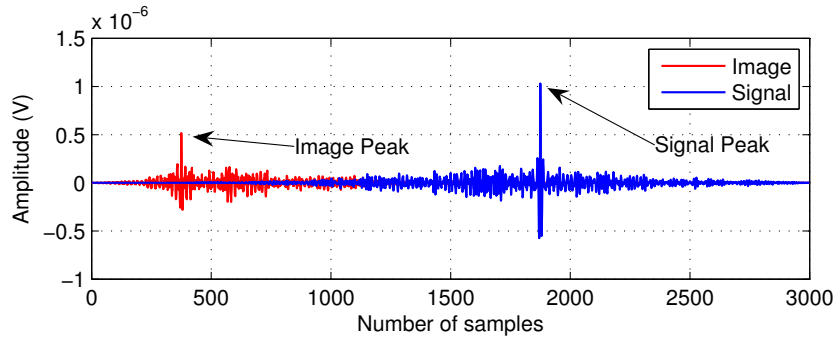 x 10⁻⁶
1.5
1
0.5
0
−0.5
−1
Amplitude (V)
Image
Signal
Image Peak
Signal Peak
0 500 1000 1500 2000 2500 3000
Number of samples